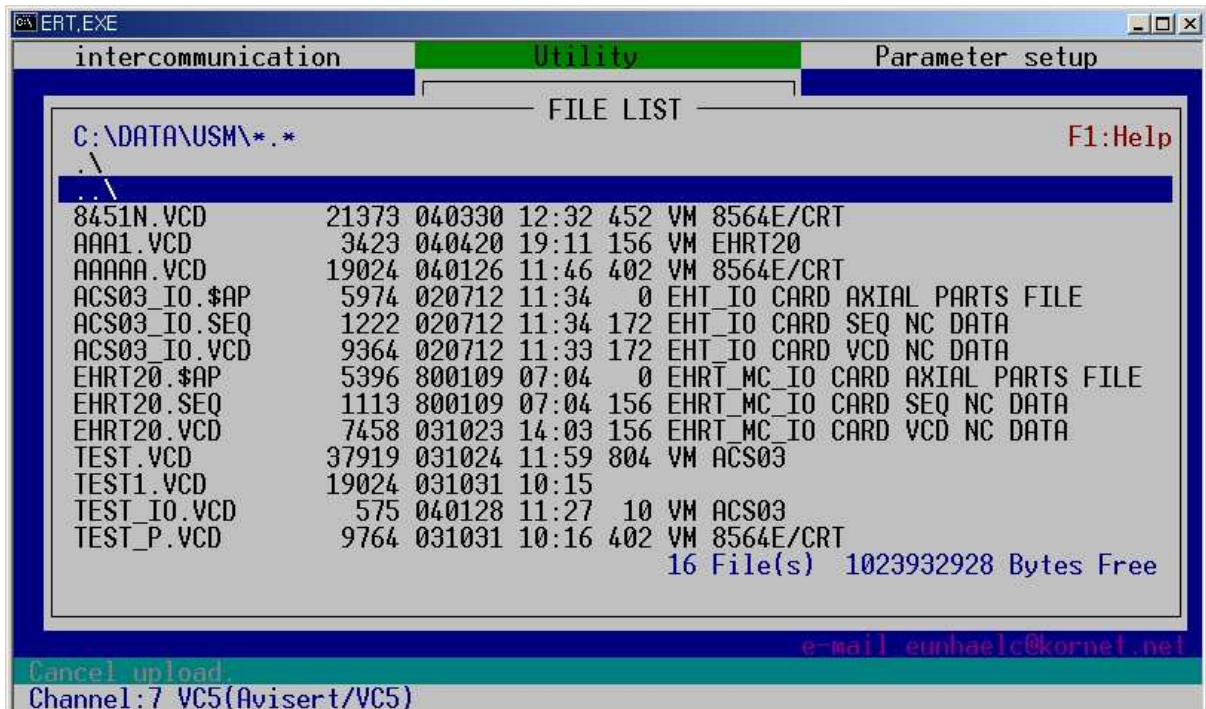 ERT,EXE
intercommunication Utility Parameter setup
FILE LIST
C:\DATA\USM\*.* F1:Help
.\
..\
8451N.VCD 21373 040330 12:32 452 VM 8564E/CRT
AAA1.VCD 3423 040420 19:11 156 VM EHRT20
AAAAA.VCD 19024 040126 11:46 402 VM 8564E/CRT
ACS03_IO.$AP 5974 020712 11:34 0 EHT_IO CARD AXIAL PARTS FILE
ACS03_IO.SEQ 1222 020712 11:34 172 EHT_IO CARD SEQ NC DATA
ACS03_IO.VCD 9364 020712 11:33 172 EHT_IO CARD VCD NC DATA
EHRT20.$AP 5396 800109 07:04 0 EHRT_MC_IO CARD AXIAL PARTS FILE
EHRT20.SEQ 1113 800109 07:04 156 EHRT_MC_IO CARD SEQ NC DATA
EHRT20.VCD 7458 031023 14:03 156 EHRT_MC_IO CARD VCD NC DATA
TEST.VCD 37919 031024 11:59 804 VM ACS03
TEST1.VCD 19024 031031 10:15
TEST_IO.VCD 575 040128 11:27 10 VM ACS03
TEST_P.VCD 9764 031031 10:16 402 VM 8564E/CRT
16 File(s) 1023932928 Bytes Free
e-mail eunhaelc@kornet.net
Cancel upload.
Channel:7 VC5(Avisert/VC5)